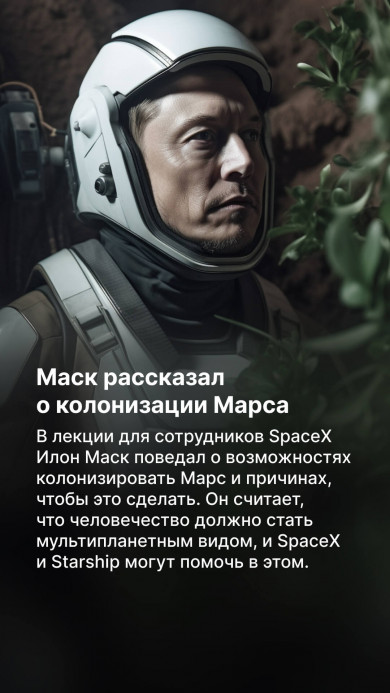 Маск рассказал
о колонизации Марса
В лекции для сотрудников SpaceX
Илон Маск поведал о возможностях
колонизировать Марс и причинах,
чтобы это сделать. Он считает,
что человечество должно стать
мультипланетным видом, и SpaceX
и Starship могут помочь в этом.